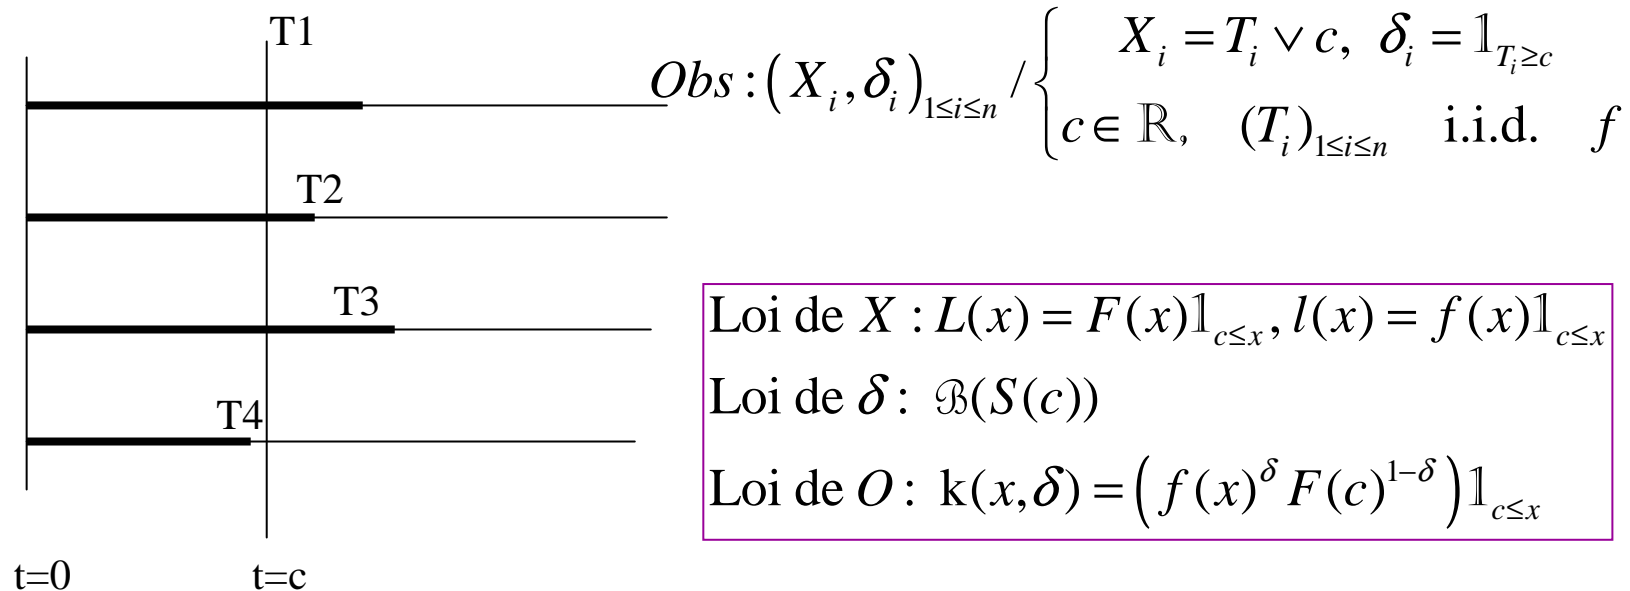 T1
T2
T3
T4
t=0 t=c
Obs : (X_i, δ_i)_{1≤i≤n} / { X_i = T_i ∨ c, δ_i = 𝟙_{T_i≥c}
c ∈ ℝ, (T_i)_{1≤i≤n} i.i.d. f
Loi de X : L(x) = F(x)𝟙_{c≤x}, l(x) = f(x)𝟙_{c≤x}
Loi de δ : ℬ(S(c))
Loi de O : k(x,δ) = (f(x)^δ F(c)^{1−δ})𝟙_{c≤x}